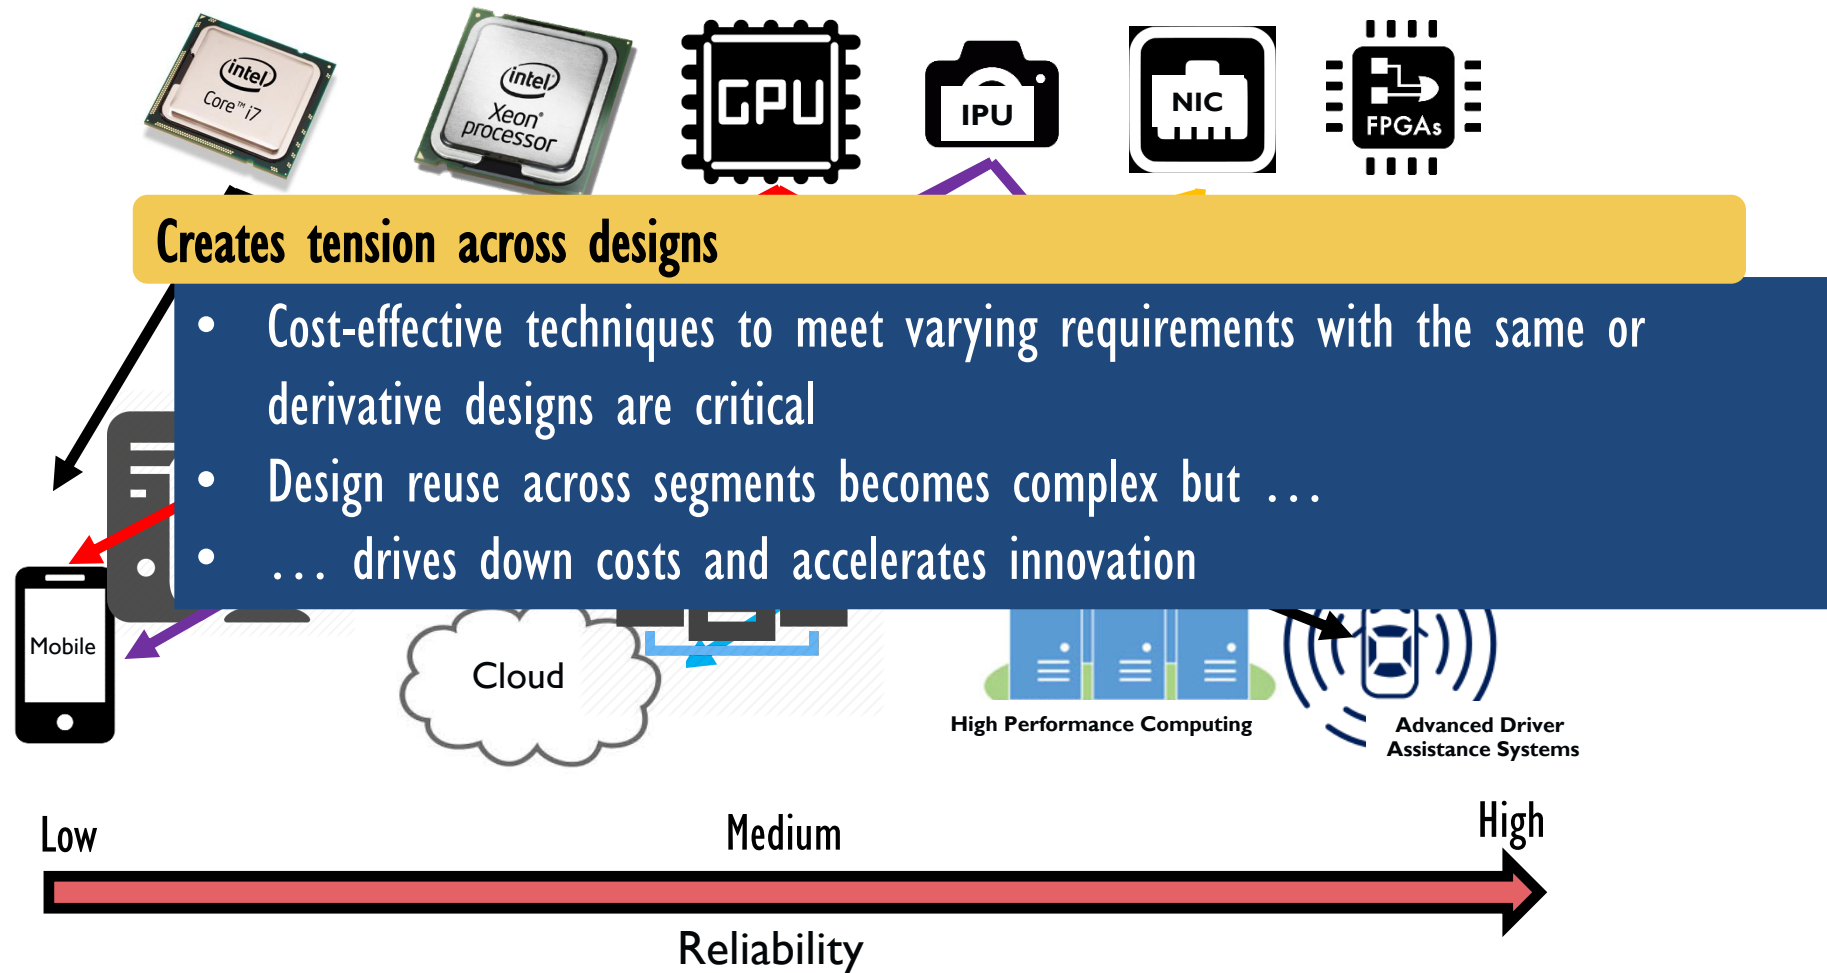 intel
Core™ i7
intel
Xeon®
processor
GPU
IPU
NIC
FPGAs
Creates tension across designs
• Cost-effective techniques to meet varying requirements with the same or
derivative designs are critical
• Design reuse across segments becomes complex but …
• … drives down costs and accelerates innovation
Mobile
Cloud
High Performance Computing
Advanced Driver
Assistance Systems
Low
Medium
High
Reliability